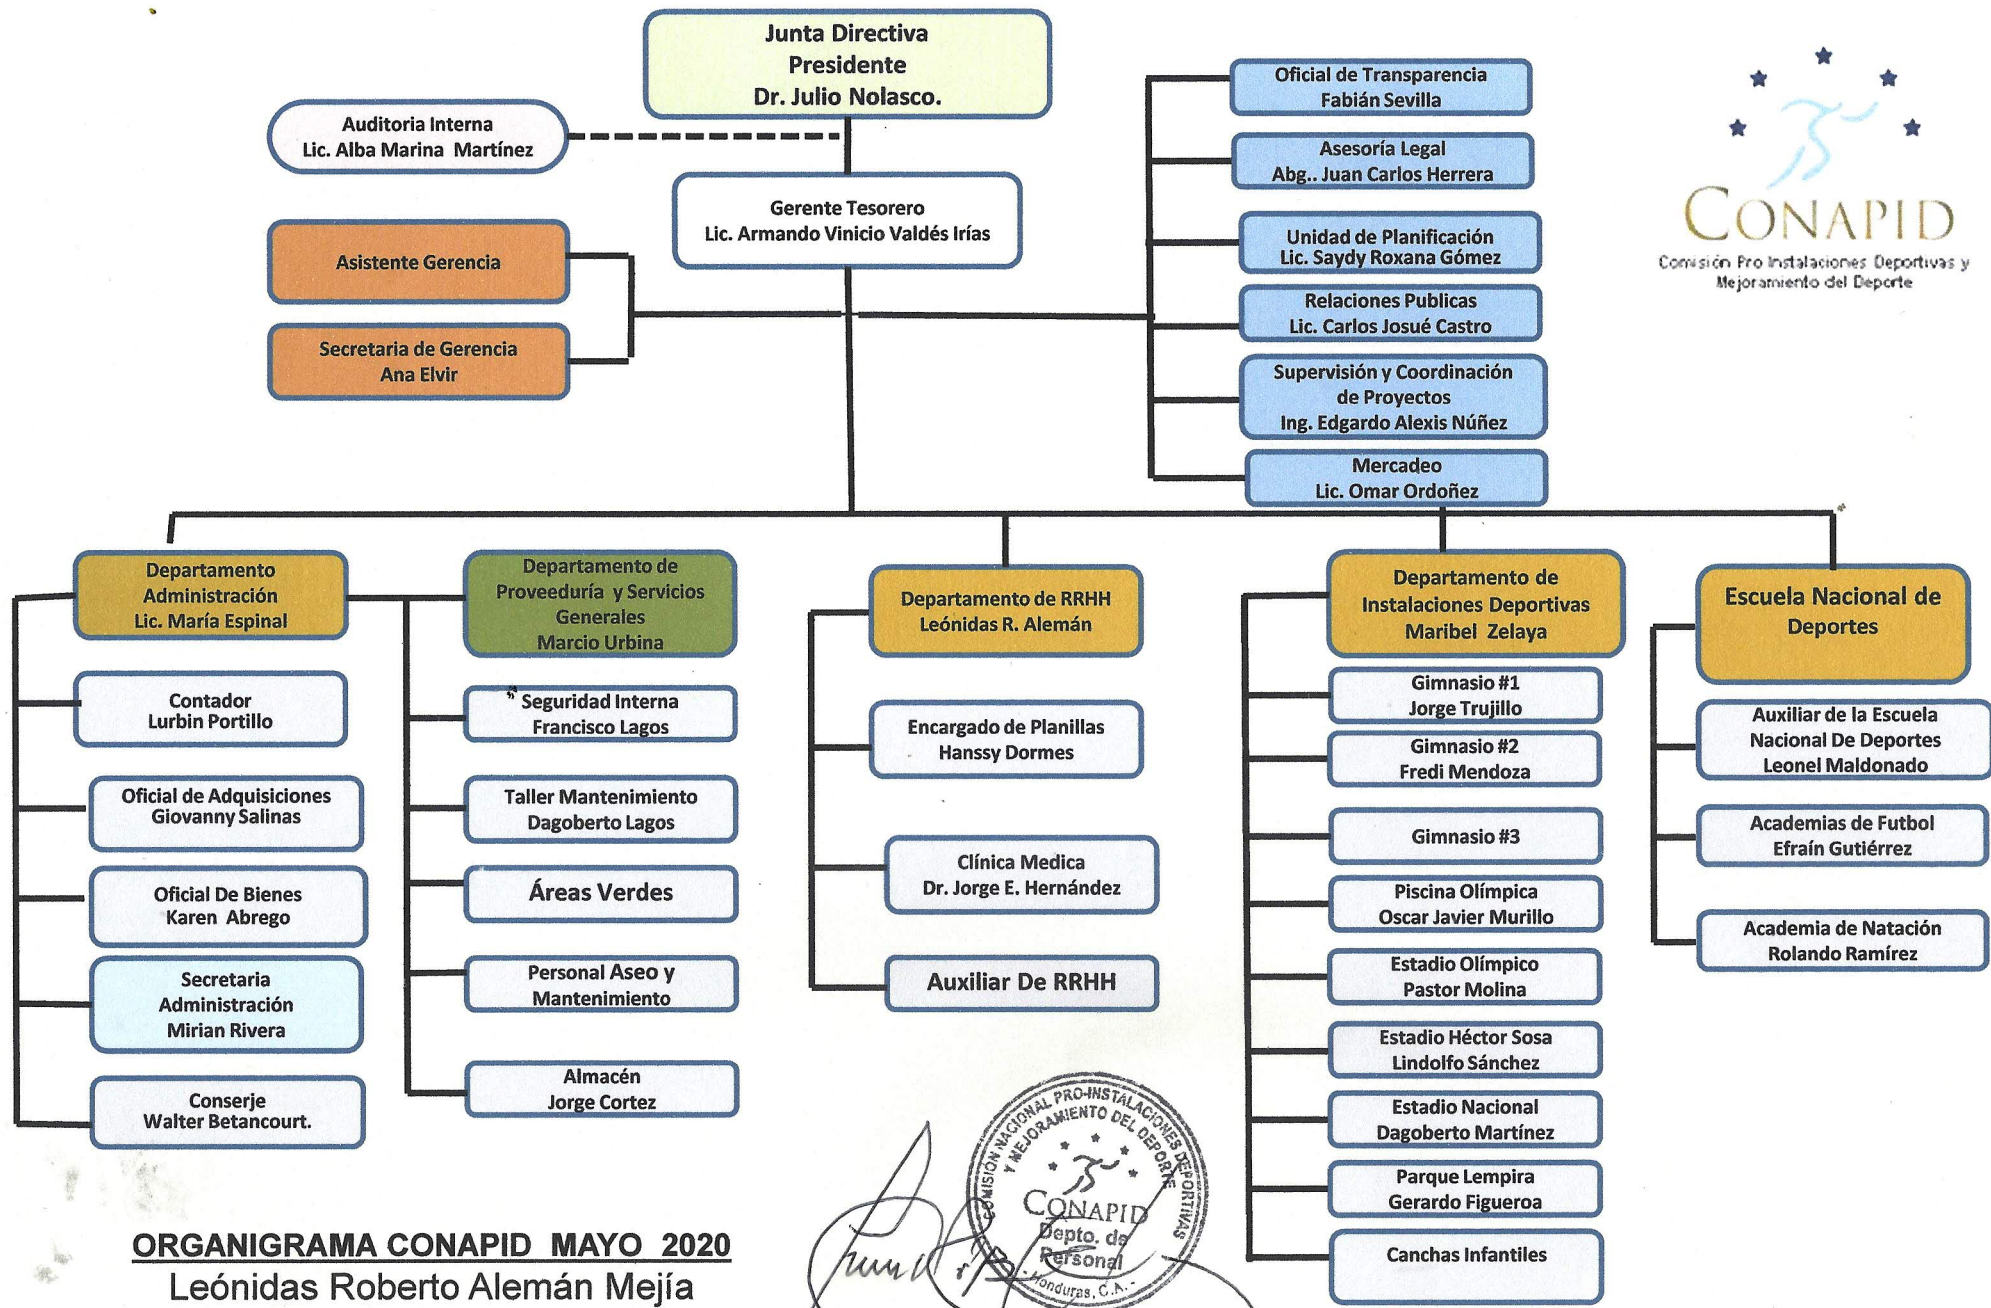 Junta Directiva
Presidente
Dr. Julio Nolasco.
Auditoria Interna
Lic. Alba Marina Martínez
Gerente Tesorero
Lic. Armando Vinicio Valdés Irías
Asistente Gerencia
Secretaria de Gerencia
Ana Elvir
Oficial de Transparencia
Fabián Sevilla
Asesoría Legal
Abg.. Juan Carlos Herrera
Unidad de Planificación
Lic. Saydy Roxana Gómez
Relaciones Publicas
Lic. Carlos Josué Castro
Supervisión y Coordinación
de Proyectos
Ing. Edgardo Alexis Núñez
Mercadeo
Lic. Omar Ordoñez
CONAPID
Comisión Pro Instalaciones Deportivas y
Mejoramiento del Deporte
Departamento
Administración
Lic. María Espinal
Contador
Lurbin Portillo
Oficial de Adquisiciones
Giovanny Salinas
Oficial De Bienes
Karen Abrego
Secretaria
Administración
Mirian Rivera
Conserje
Walter Betancourt.
Departamento de
Proveeduría y Servicios
Generales
Marcio Urbina
Seguridad Interna
Francisco Lagos
Taller Mantenimiento
Dagoberto Lagos
Áreas Verdes
Personal Aseo y
Mantenimiento
Almacén
Jorge Cortez
Departamento de RRHH
Leónidas R. Alemán
Encargado de Planillas
Hanssy Dormes
Clínica Medica
Dr. Jorge E. Hernández
Auxiliar De RRHH
Departamento de
Instalaciones Deportivas
Maribel Zelaya
Gimnasio #1
Jorge Trujillo
Gimnasio #2
Fredi Mendoza
Gimnasio #3
Piscina Olímpica
Oscar Javier Murillo
Estadio Olímpico
Pastor Molina
Estadio Héctor Sosa
Lindolfo Sánchez
Estadio Nacional
Dagoberto Martínez
Parque Lempira
Gerardo Figueroa
Canchas Infantiles
Escuela Nacional de
Deportes
Auxiliar de la Escuela
Nacional De Deportes
Leonel Maldonado
Academias de Futbol
Efraín Gutiérrez
Academia de Natación
Rolando Ramírez
ORGANIGRAMA CONAPID MAYO 2020
Leónidas Roberto Alemán Mejía
COMISION NACIONAL PRO-INSTALACIONES DEPORTIVAS
Y MEJORAMIENTO DEL DEPORTE
CONAPID
Depto. de
Personal
- Honduras, C.A. -